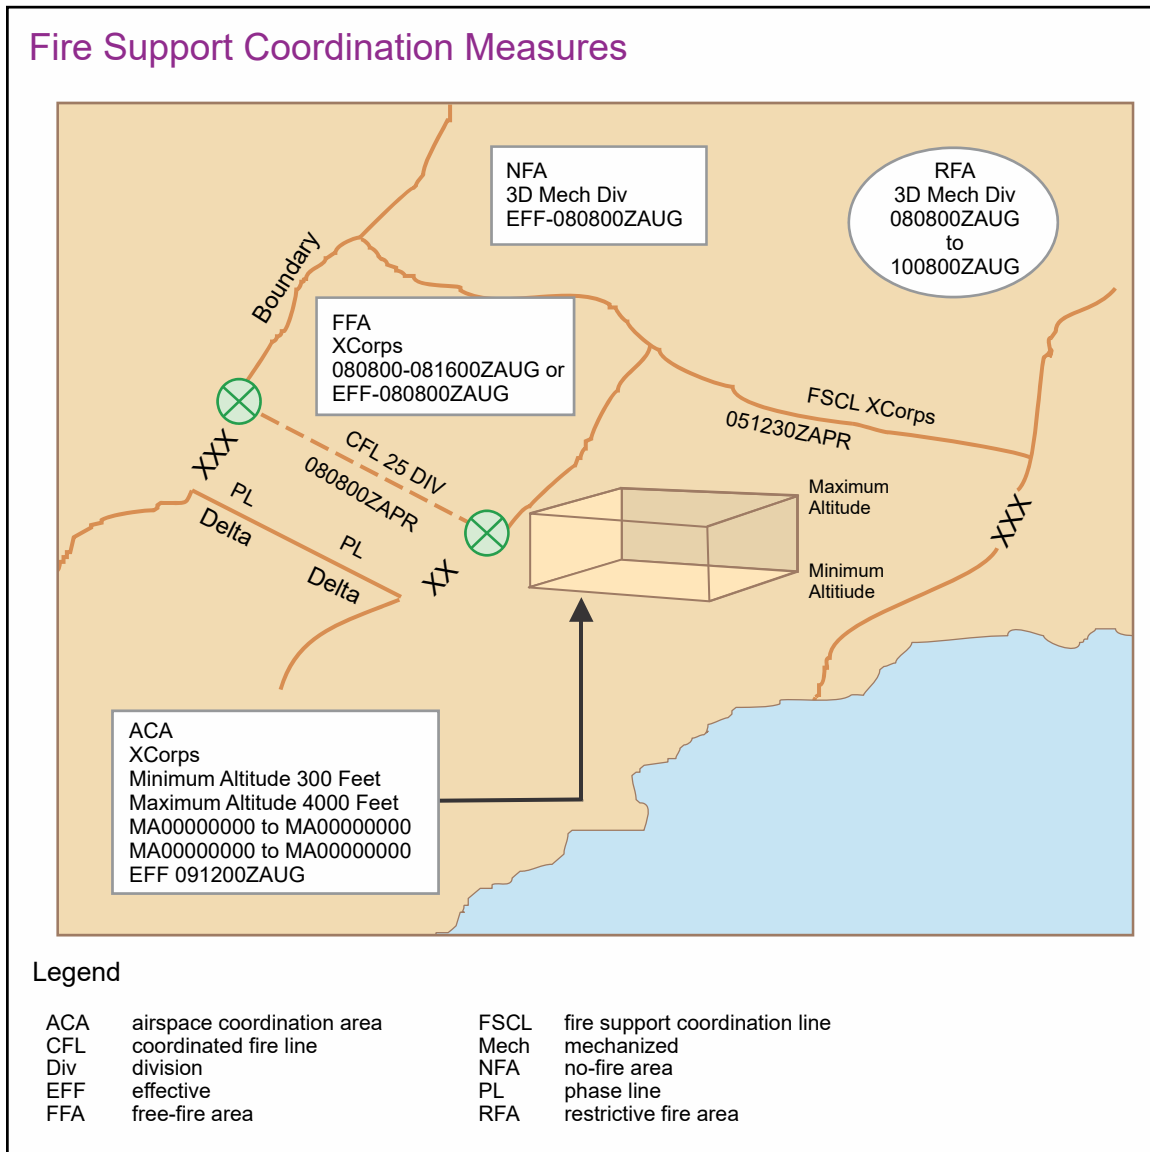 Fire Support Coordination Measures
NFA
3D Mech Div
EFF-080800ZAUG
RFA
3D Mech Div
080800ZAUG
to
100800ZAUG
Boundary
FFA
XCorps
080800-081600ZAUG or
EFF-080800ZAUG
FSCL XCorps
051230ZAPR
CFL 25 DIV
080800ZAPR
XXX
PL
Delta
PL
Delta
XX
Maximum
Altitude
Minimum
Altitiude
XXX
ACA
XCorps
Minimum Altitude 300 Feet
Maximum Altitude 4000 Feet
MA00000000 to MA00000000
MA00000000 to MA00000000
EFF 091200ZAUG
Legend
ACA airspace coordination area
CFL coordinated fire line
Div division
EFF effective
FFA free-fire area
FSCL fire support coordination line
Mech mechanized
NFA no-fire area
PL phase line
RFA restrictive fire area